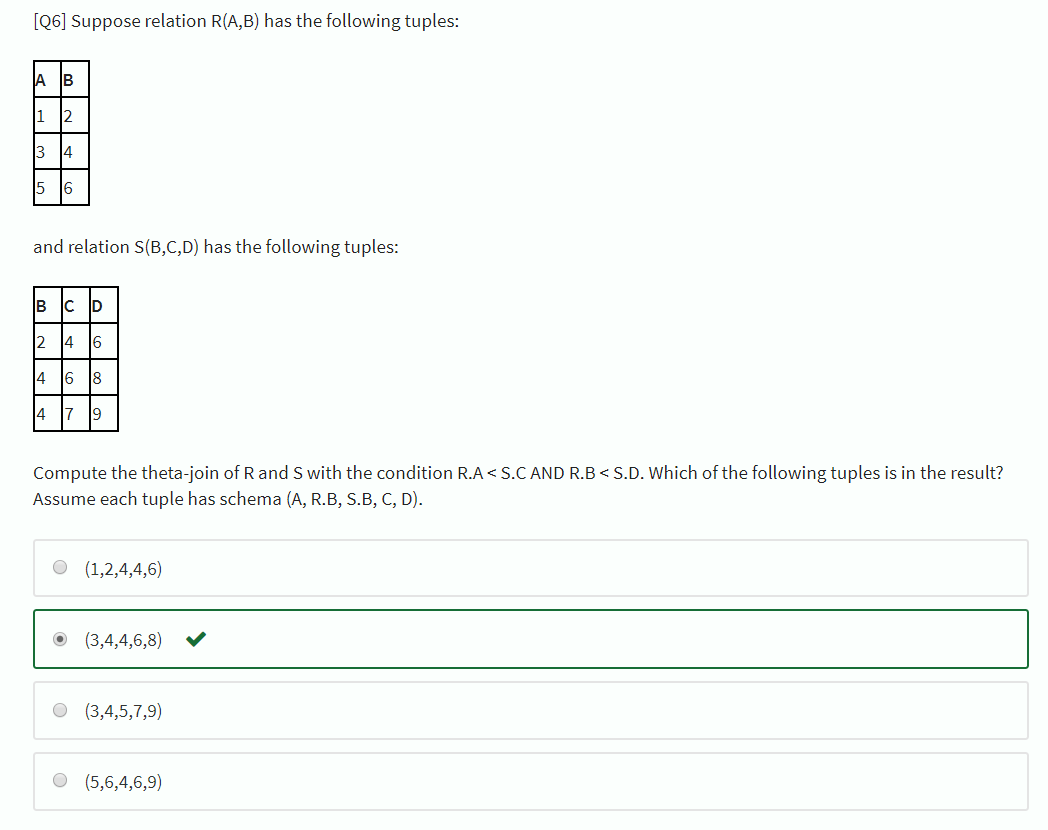 [Q6] Suppose relation R(A,B) has the following tuples:
A B
1 2
3 4
5 6
and relation S(B,C,D) has the following tuples:
B C D
2 4 6
4 6 8
4 7 9
Compute the theta-join of R and S with the condition R.A < S.C AND R.B < S.D. Which of the following tuples is in the result?
Assume each tuple has schema (A, R.B, S.B, C, D).
(1,2,4,4,6)
(3,4,4,6,8)
(3,4,5,7,9)
(5,6,4,6,9)